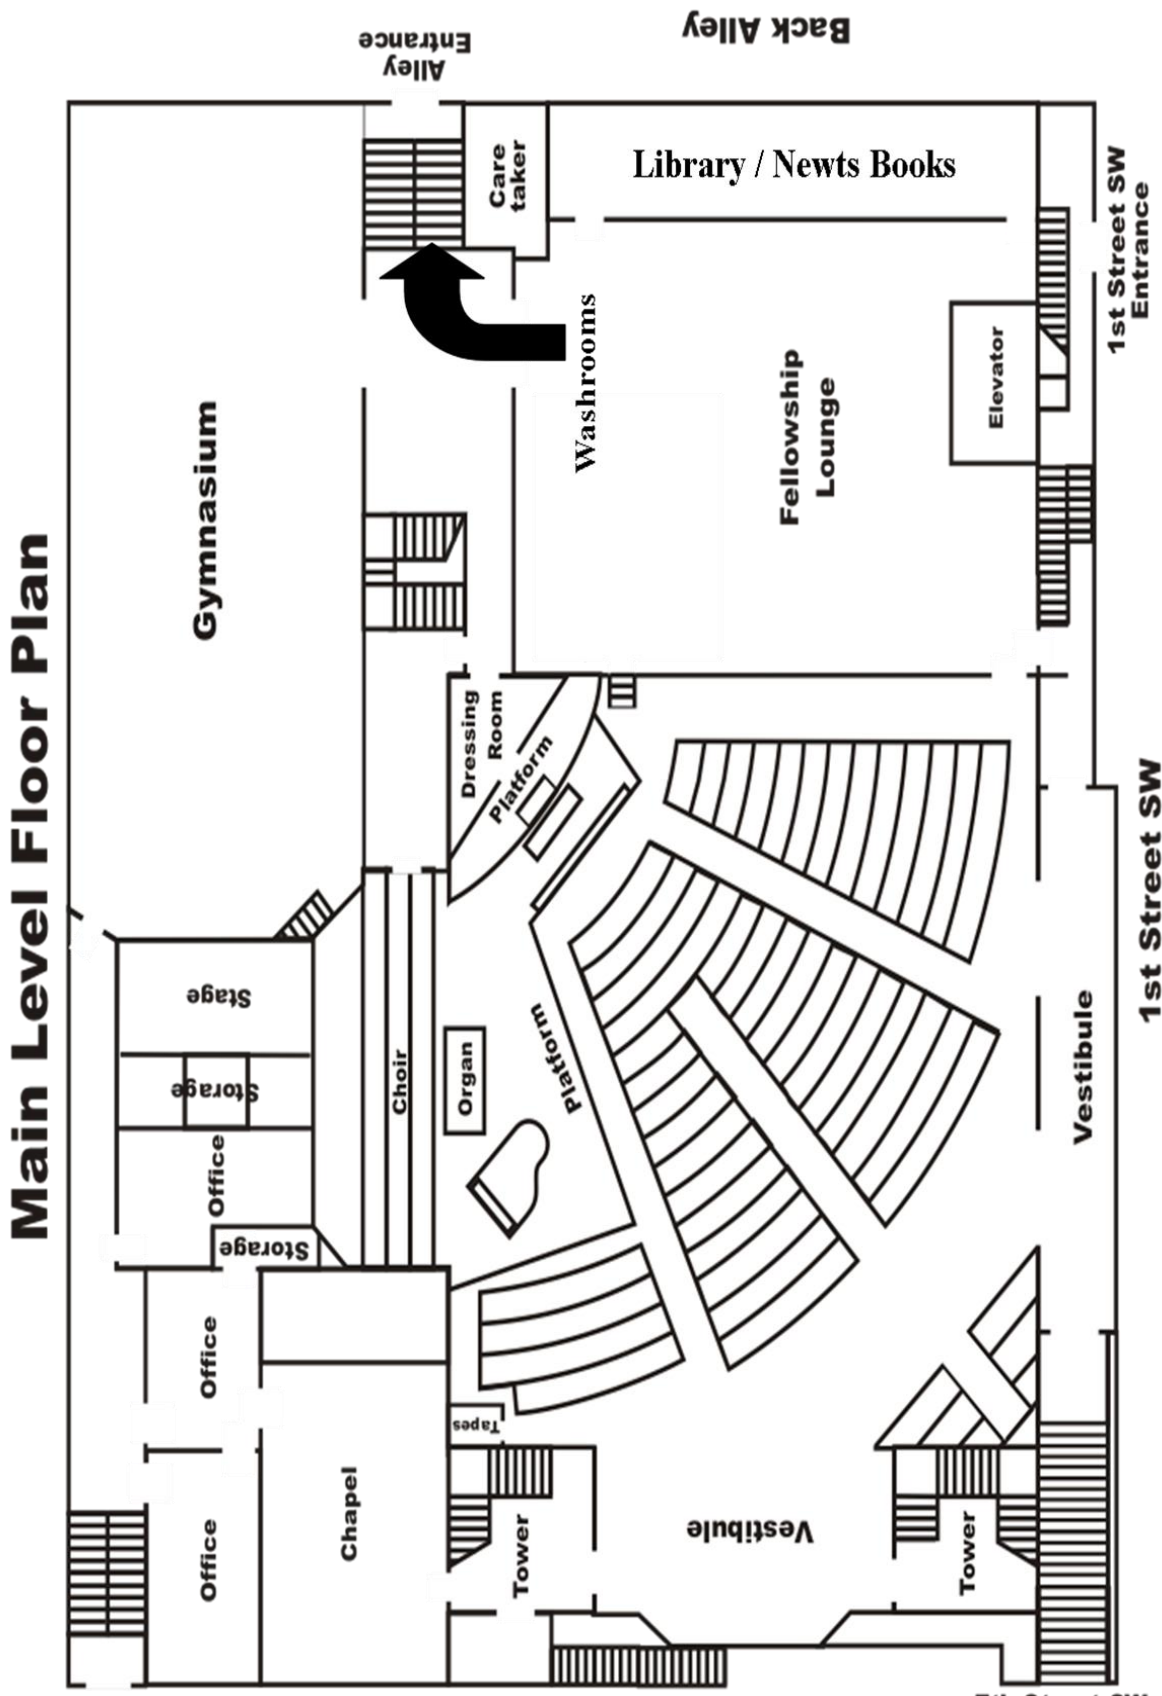 Main Level Floor Plan
Back Alley
Alley
Entrance
Care
taker
Library / Newts Books
1st Street SW
Entrance
Washrooms
Gymnasium
Fellowship
Lounge
Elevator
Dressing
Room
Platform
Stage
Storage
Office
Storage
Choir
Organ
Platform
Vestibule
1st Street SW
Office
Tapes
Chapel
Office
Tower
Vestibule
Tower